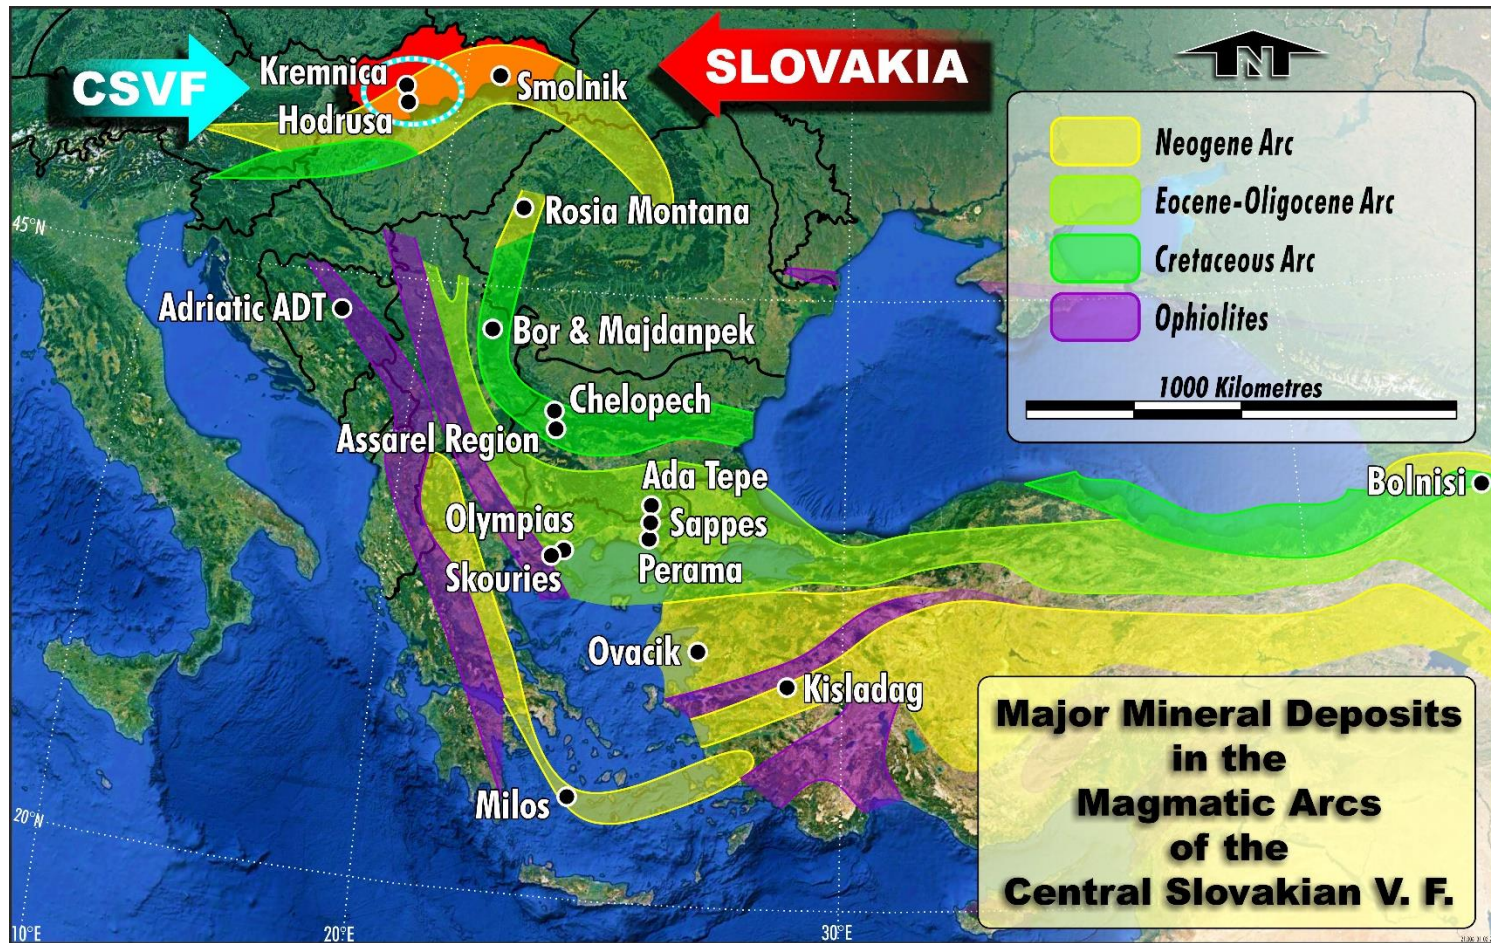 CSVF
SLOVAKIA
N
Kremnica
Smolnik
Hodrusa
Neogene Arc
Eocene-Oligocene Arc
Cretaceous Arc
Ophiolites
1000 Kilometres
45°N
Rosia Montana
Adriatic ADT
Bor & Majdanpek
Chelopech
Assarel Region
Ada Tepe
Bolnisi
Olympias
Sappes
Skouries
Perama
Ovacik
Kisladag
Milos
Major Mineral Deposits
in the
Magmatic Arcs
of the
Central Slovakian V. F.
20°N
10°E
20°E
30°E